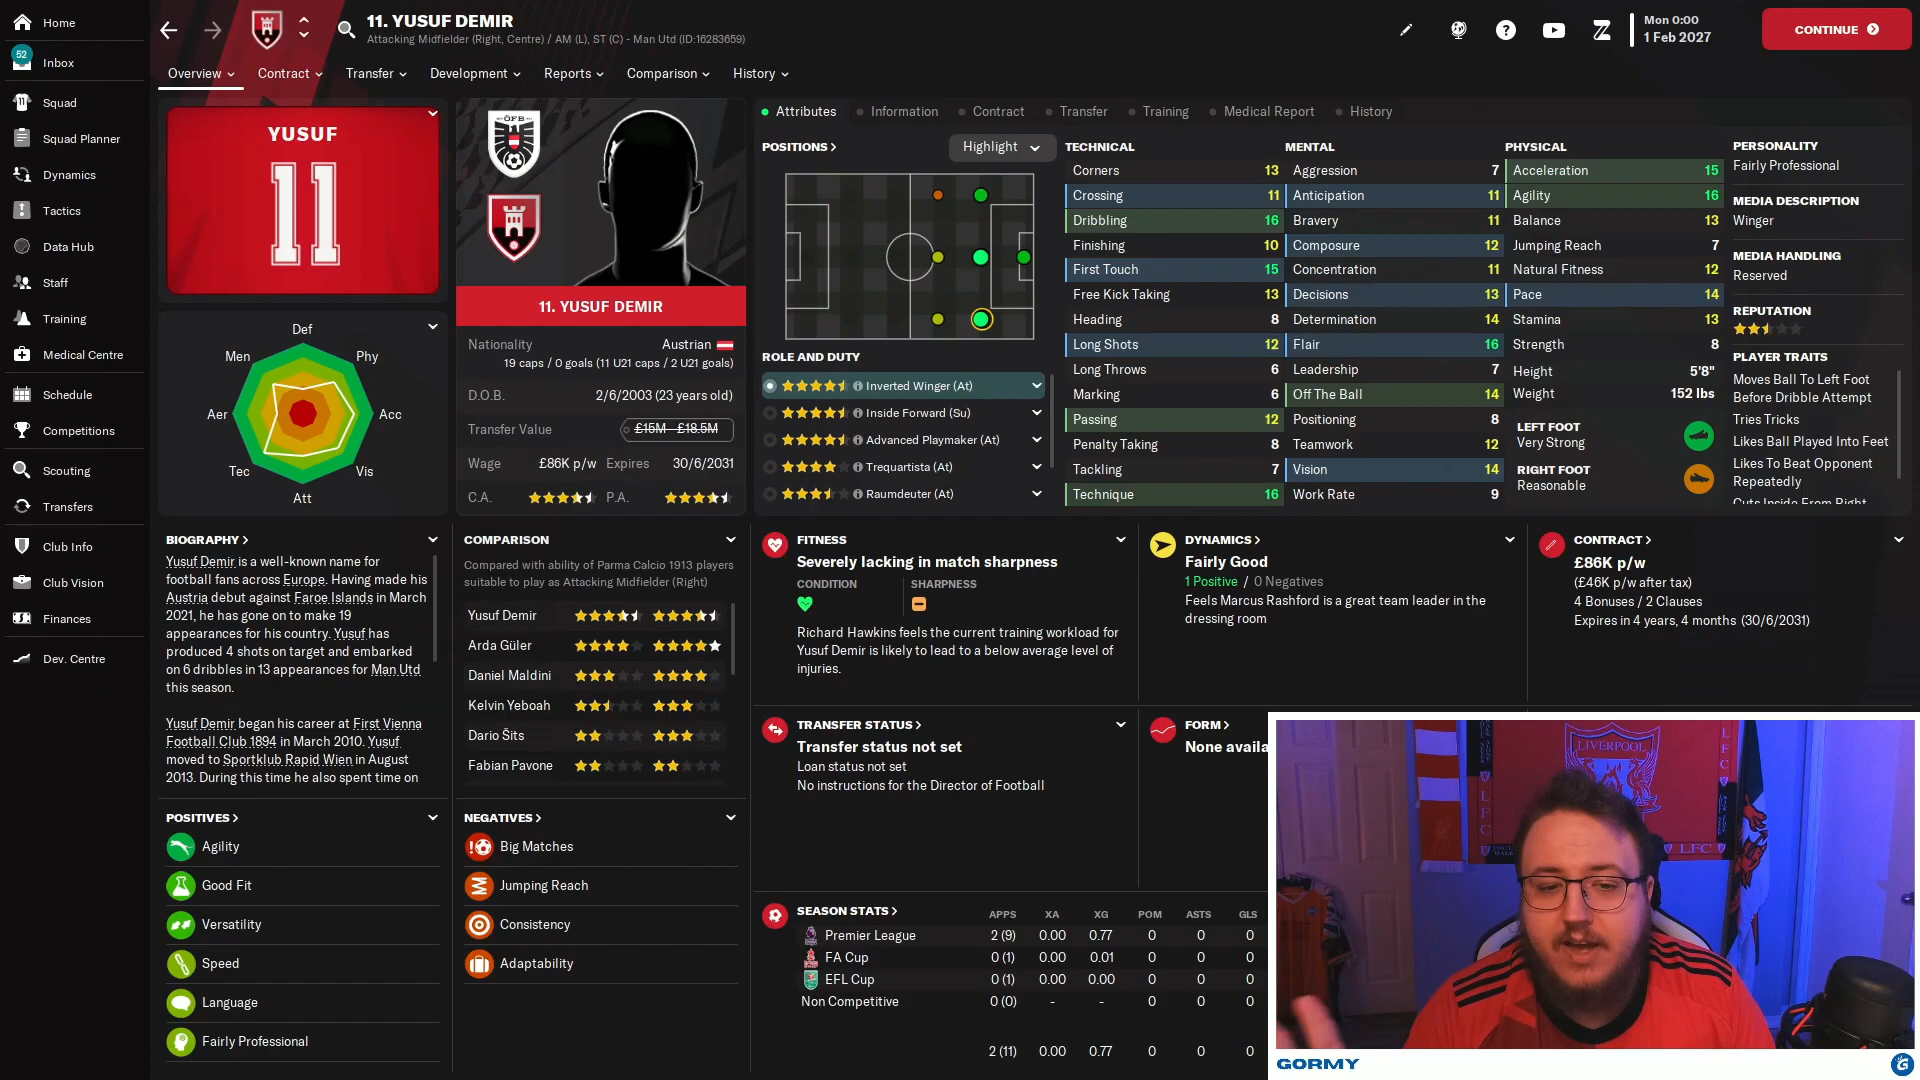 Home
52
Inbox
Squad
Squad Planner
Dynamics
Tactics
Data Hub
Staff
Training
Medical Centre
Schedule
Competitions
Scouting
Transfers
Club Info
Club Vision
Finances
Dev. Centre
11. YUSUF DEMIR
Attacking Midfielder (Right, Centre) / AM (L), ST (C) - Man Utd (ID:16283659)
Mon 0:00
1 Feb 2027
CONTINUE
Overview
Contract
Transfer
Development
Reports
Comparison
History
YUSUF
11
Def
Phy
Acc
Vis
Att
Tec
Aer
Men
ÖFB
11. YUSUF DEMIR
Nationality Austrian
19 caps / 0 goals (11 U21 caps / 2 U21 goals)
D.O.B. 2/6/2003 (23 years old)
Transfer Value £15M - £18.5M
Wage £86K p/w Expires 30/6/2031
C.A. P.A.
Attributes
Information
Contract
Transfer
Training
Medical Report
History
POSITIONS >
Highlight
ROLE AND DUTY
Inverted Winger (At)
Inside Forward (Su)
Advanced Playmaker (At)
Trequartista (At)
Raumdeuter (At)
TECHNICAL
Corners 13
Crossing 11
Dribbling 16
Finishing 10
First Touch 15
Free Kick Taking 13
Heading 8
Long Shots 12
Long Throws 6
Marking 6
Passing 12
Penalty Taking 8
Tackling 7
Technique 16
MENTAL
Aggression 7
Anticipation 11
Bravery 11
Composure 12
Concentration 11
Decisions 13
Determination 14
Flair 16
Leadership 7
Off The Ball 14
Positioning 8
Teamwork 12
Vision 14
Work Rate 9
PHYSICAL
Acceleration 15
Agility 16
Balance 13
Jumping Reach 7
Natural Fitness 12
Pace 14
Stamina 13
Strength 8
Height 5'8"
Weight 152 lbs
LEFT FOOT
Very Strong
RIGHT FOOT
Reasonable
PERSONALITY
Fairly Professional
MEDIA DESCRIPTION
Winger
MEDIA HANDLING
Reserved
REPUTATION
PLAYER TRAITS
Moves Ball To Left Foot
Before Dribble Attempt
Tries Tricks
Likes Ball Played Into Feet
Likes To Beat Opponent
Repeatedly
Cuts Inside From Right
BIOGRAPHY >
Yusuf Demir is a well-known name for
football fans across Europe. Having made his
Austria debut against Faroe Islands in March
2021, he has gone on to make 19
appearances for his country. Yusuf has
produced 4 shots on target and embarked
on 6 dribbles in 13 appearances for Man Utd
this season.
Yusuf Demir began his career at First Vienna
Football Club 1894 in March 2010. Yusuf
moved to Sportklub Rapid Wien in August
2013. During this time he also spent time on
COMPARISON
Compared with ability of Parma Calcio 1913 players
suitable to play as Attacking Midfielder (Right)
Yusuf Demir
Arda Güler
Daniel Maldini
Kelvin Yeboah
Dario Šits
Fabian Pavone
FITNESS
Severely lacking in match sharpness
CONDITION SHARPNESS
Richard Hawkins feels the current training workload for
Yusuf Demir is likely to lead to a below average level of
injuries.
DYNAMICS >
Fairly Good
1 Positive / 0 Negatives
Feels Marcus Rashford is a great team leader in the
dressing room
CONTRACT >
£86K p/w
(£46K p/w after tax)
4 Bonuses / 2 Clauses
Expires in 4 years, 4 months (30/6/2031)
TRANSFER STATUS >
Transfer status not set
Loan status not set
No instructions for the Director of Football
FORM >
None availa
POSITIVES >
Agility
Good Fit
Versatility
Speed
Language
Fairly Professional
NEGATIVES >
Big Matches
Jumping Reach
Consistency
Adaptability
SEASON STATS > APPS XA XG POM ASTS GLS
Premier League 2 (9) 0.00 0.77 0 0 0
FA Cup 0 (1) 0.00 0.01 0 0 0
EFL Cup 0 (1) 0.00 0.00 0 0 0
Non Competitive 0 (0) - - 0 0 0
2 (11) 0.00 0.77 0 0 0
LIVERPOOL
LFC
GORMY